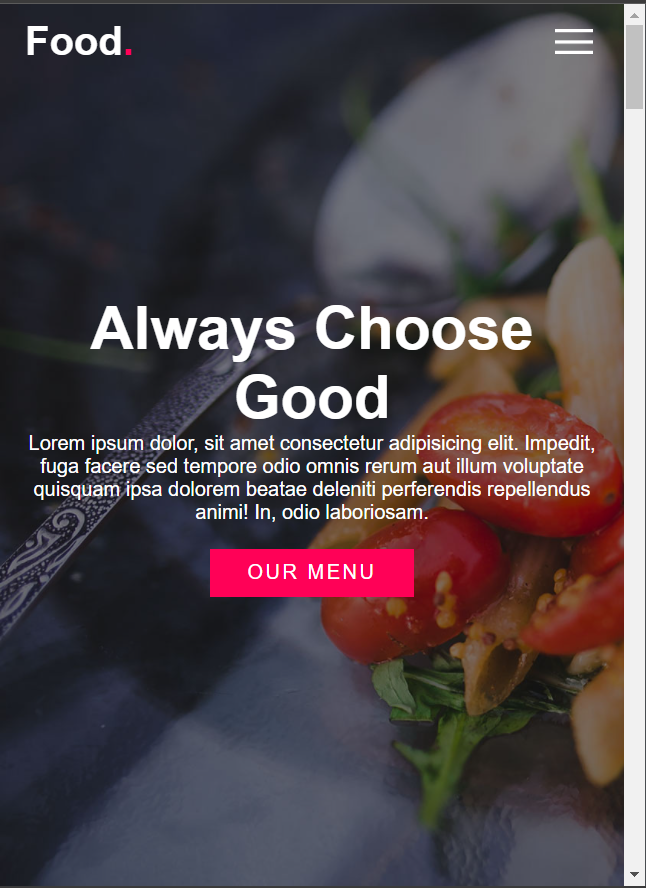 Food.
Always Choose
Good
Lorem ipsum dolor, sit amet consectetur adipisicing elit. Impedit,
fuga facere sed tempore odio omnis rerum aut illum voluptate
quisquam ipsa dolorem beatae deleniti perferendis repellendus
animi! In, odio laboriosam.
OUR MENU